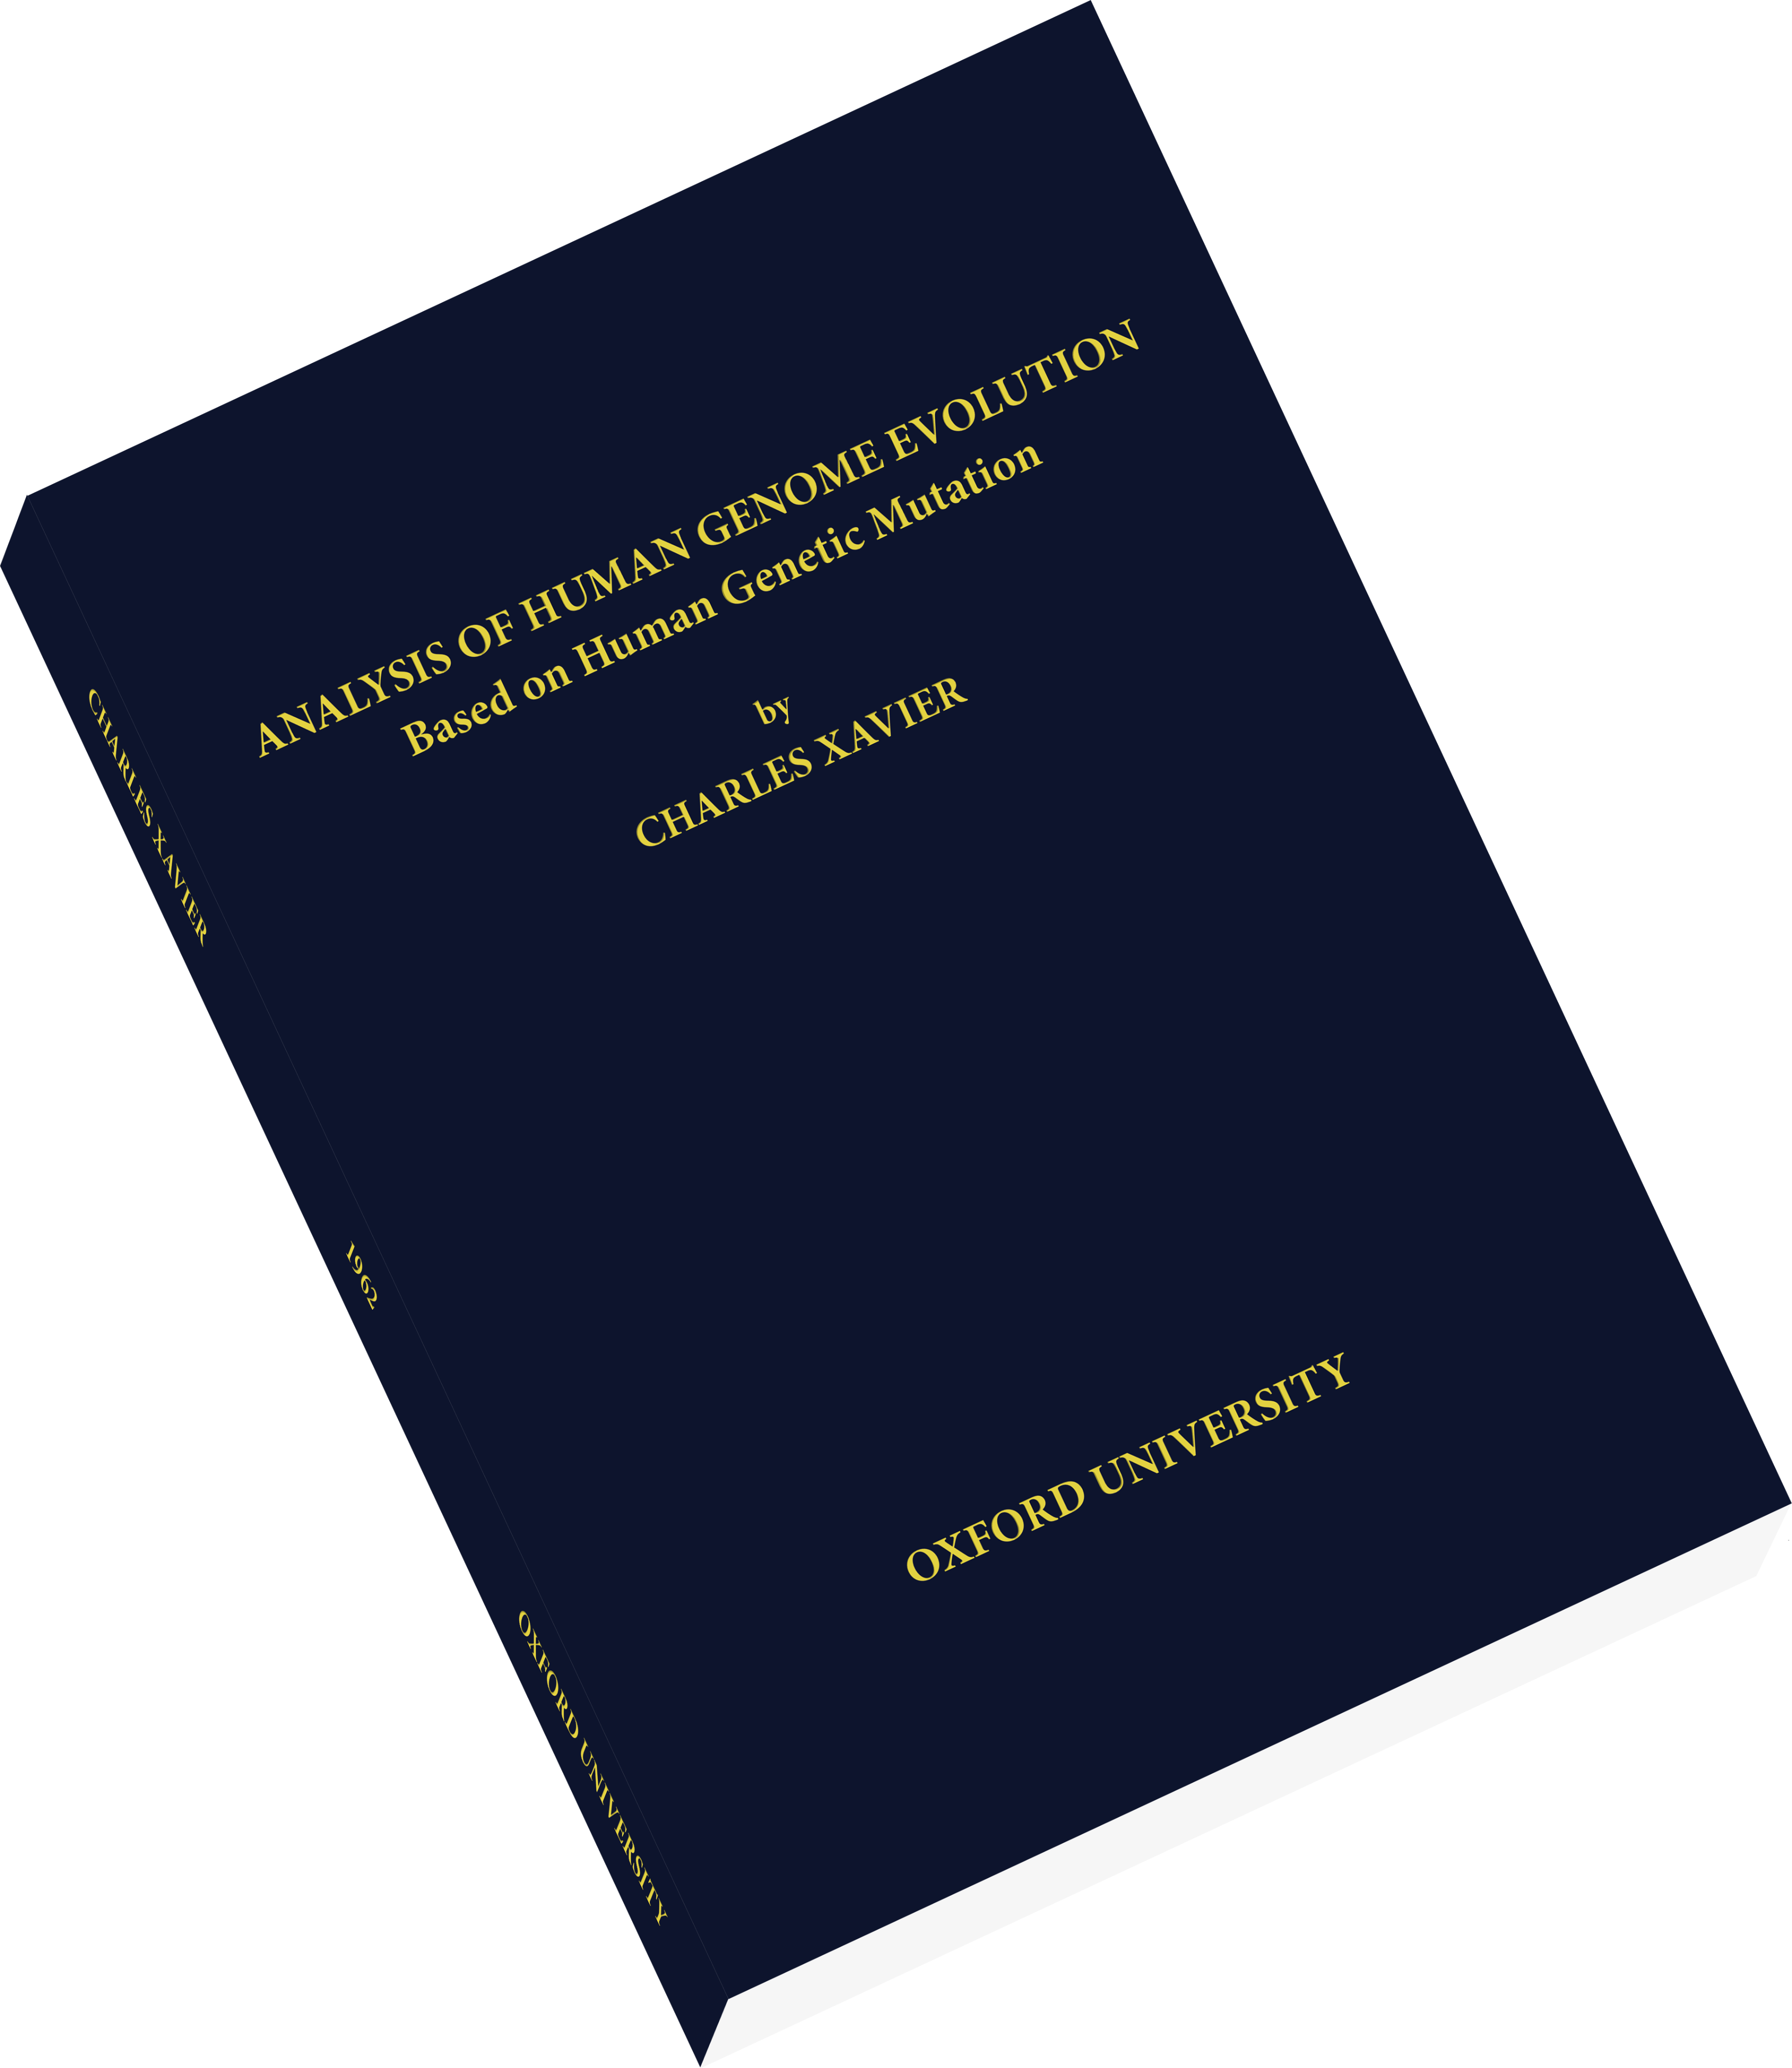 ANALYSIS OF HUMAN GENOME EVOLUTION
Based on Human Genetic Mutation
by
CHARLES XAVIER
OXFORD UNIVERSITY
CHARLES XAVIER
1962
OXFORD UNIVERSITY